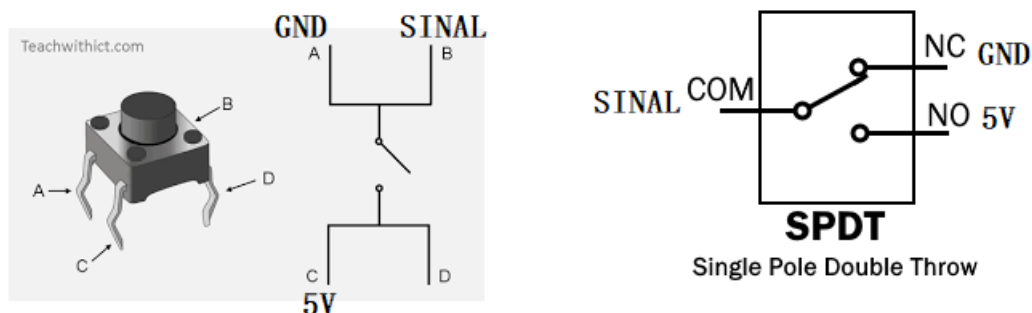 Teachwithict.com
GND SINAL
A B
B
A
D
C
C D
5V
NC GND
SINAL COM
NO 5V
SPDT
Single Pole Double Throw